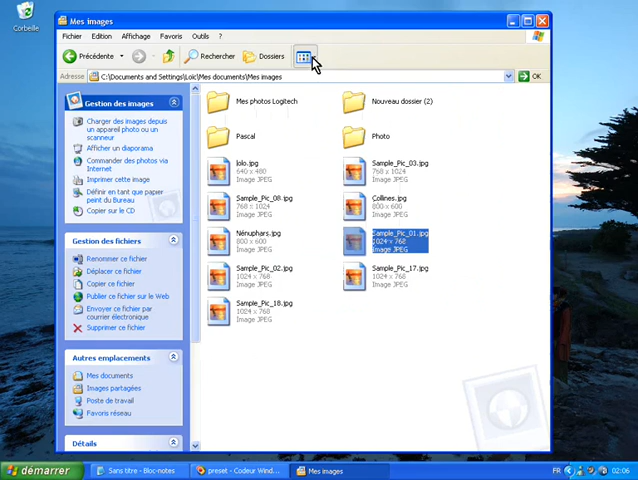 Corbeille
Mes images
Fichier Edition Affichage Favoris Outils ?
Précédente Rechercher Dossiers
Adresse C:\Documents and Settings\Loic\Mes documents\Mes images OK
Gestion des images
Charger des images depuis
un appareil photo ou un
scanneur
Afficher un diaporama
Commander des photos via
Internet
Imprimer cette image
Définir en tant que papier
peint du Bureau
Copier sur le CD
Gestion des fichiers
Renommer ce fichier
Déplacer ce fichier
Copier ce fichier
Publier ce fichier sur le Web
Envoyer ce fichier par
courrier électronique
Supprimer ce fichier
Autres emplacements
Mes documents
Images partagées
Poste de travail
Favoris réseau
Détails
Mes photos Logitech
Nouveau dossier (2)
Pascal
Photo
lolo.jpg
640 x 480
Image JPEG
Sample_Pic_03.jpg
768 x 1024
Image JPEG
Sample_Pic_08.jpg
768 x 1024
Image JPEG
Collines.jpg
800 x 600
Image JPEG
Nénuphars.jpg
800 x 600
Image JPEG
Sample_Pic_01.jpg
1024 x 768
Image JPEG
Sample_Pic_02.jpg
1024 x 768
Image JPEG
Sample_Pic_17.jpg
1024 x 768
Image JPEG
Sample_Pic_18.jpg
1024 x 768
Image JPEG
démarrer Sans titre - Bloc-notes preset - Codeur Wind... Mes images FR 02:06